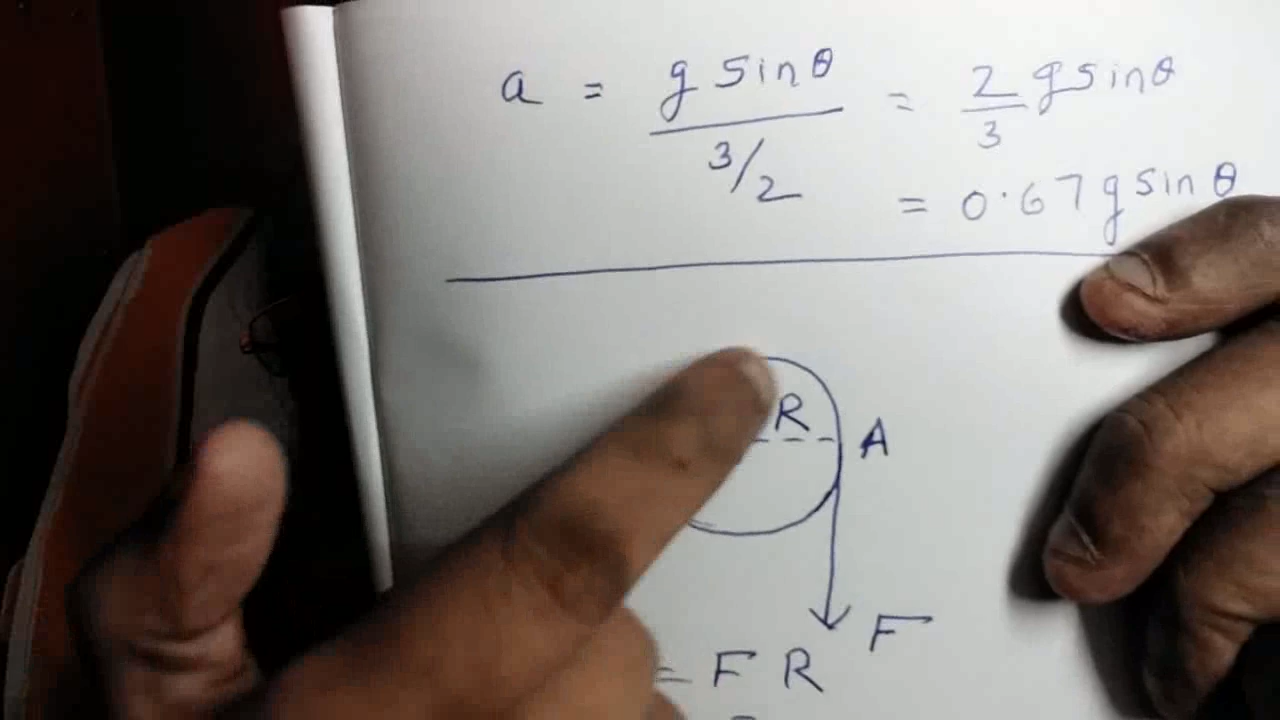 a = g sinθ / 3/2 = 2/3 g sinθ
= 0.67 g sinθ
R A
F
= F R